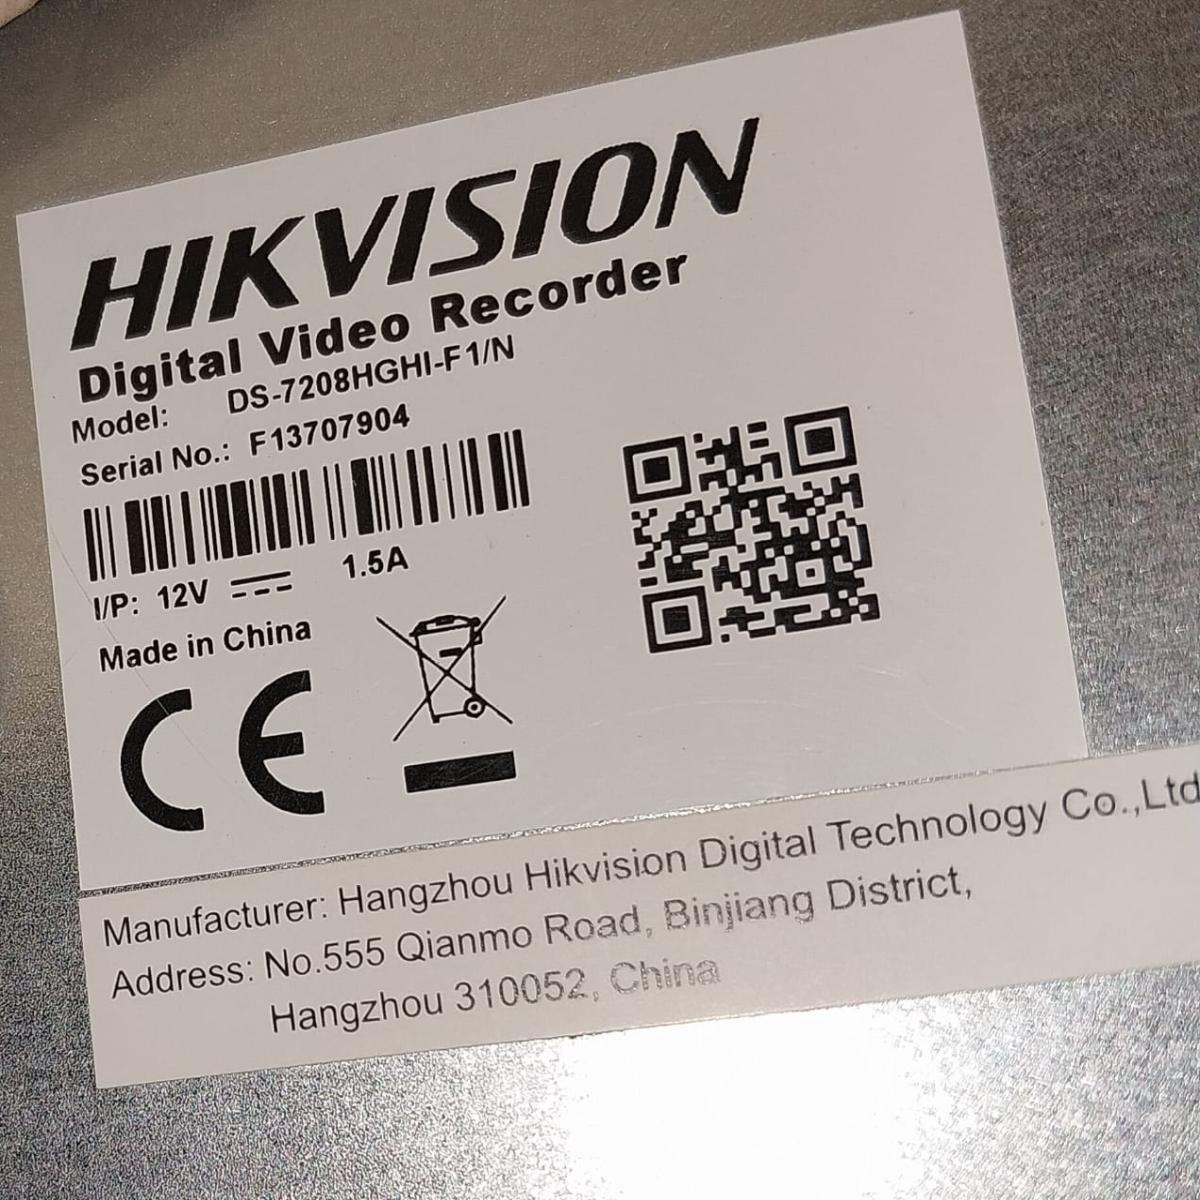 HIKVISION
Digital Video Recorder
Model: DS-7208HGHI-F1/N
Serial No.: F13707904
I/P: 12V ⎓ 1.5A
Made in China
CE
Manufacturer: Hangzhou Hikvision Digital Technology Co.,Ltd
Address: No.555 Qianmo Road, Binjiang District,
Hangzhou 310052, China